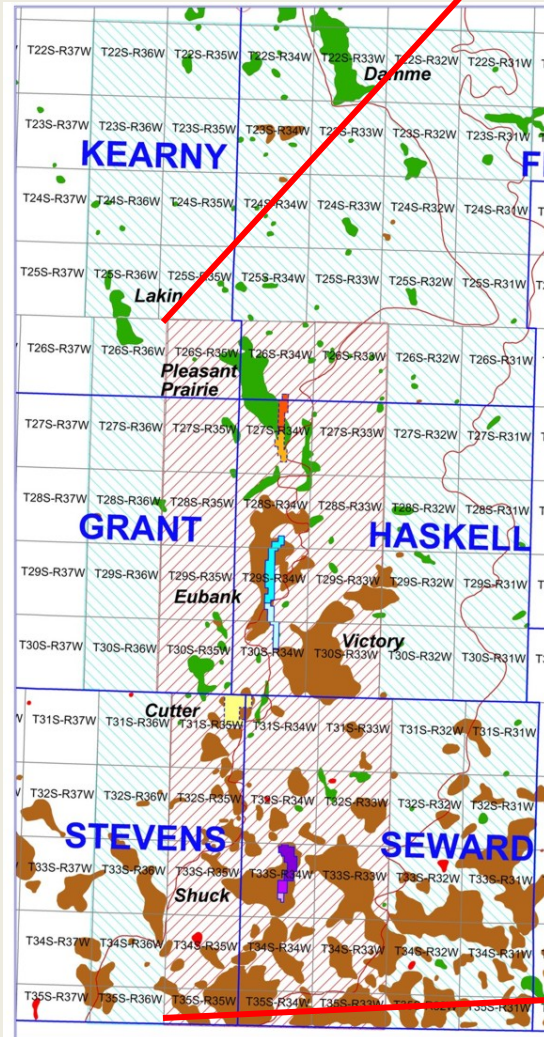 T22S-R37W T22S-R36W T22S-R35W T22S-R34W T22S-R33W T22S-R32W T22S-R31W
Damme
T23S-R37W T23S-R36W T23S-R35W T23S-R34W T23S-R33W T23S-R32W T23S-R31W
KEARNY
T24S-R37W T24S-R36W T24S-R35W T24S-R34W T24S-R33W T24S-R32W T24S-R31W
T25S-R37W T25S-R36W T25S-R35W T25S-R34W T25S-R33W T25S-R32W T25S-R31W
Lakin
T26S-R37W T26S-R36W T26S-R35W T26S-R34W T26S-R33W T26S-R32W T26S-R31W
Pleasant
Prairie
T27S-R37W T27S-R36W T27S-R35W T27S-R34W T27S-R33W T27S-R32W T27S-R31W
T28S-R37W T28S-R36W T28S-R35W T28S-R34W T28S-R33W T28S-R32W T28S-R31W
GRANT HASKELL
T29S-R37W T29S-R36W T29S-R35W T29S-R34W T29S-R33W T29S-R32W T29S-R31W
Eubank
Victory
T30S-R37W T30S-R36W T30S-R35W T30S-R34W T30S-R33W T30S-R32W T30S-R31W
Cutter
T31S-R37W T31S-R36W T31S-R35W T31S-R34W T31S-R33W T31S-R32W T31S-R31W
T32S-R37W T32S-R36W T32S-R35W T32S-R34W T32S-R33W T32S-R32W T32S-R31W
STEVENS SEWARD
T33S-R37W T33S-R36W T33S-R35W T33S-R34W T33S-R33W T33S-R32W T33S-R31W
Shuck
T34S-R37W T34S-R36W T34S-R35W T34S-R34W T34S-R33W T34S-R32W T34S-R31W
T35S-R37W T35S-R36W T35S-R35W T35S-R34W T35S-R33W T35S-R32W T35S-R31W